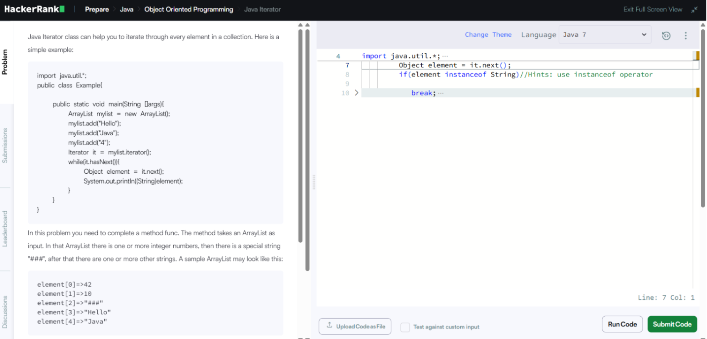 HackerRank
Prepare
Java
Object Oriented Programming
Java Iterator
Exit Full Screen View
Problem
Submissions
Leaderboard
Discussions
Java Iterator class can help you to iterate through every element in a collection. Here is a
simple example:
import java.util.*;
public class Example{
public static void main(String []args){
ArrayList mylist = new ArrayList();
mylist.add("Hello");
mylist.add("Java");
mylist.add("4");
Iterator it = mylist.iterator();
while(it.hasNext()){
Object element = it.next();
System.out.println((String)element);
}
}
}
In this problem you need to complete a method func. The method takes an ArrayList as
input. In that ArrayList there is one or more integer numbers, then there is a special string
"###", after that there are one or more other strings. A sample ArrayList may look like this:
element[0]=>42
element[1]=>10
element[2]=>"###"
element[3]=>"Hello"
element[4]=>"Java"
Change Theme
Language
Java 7
import java.util.*;
7
Object element = it.next();
8
if(element instanceof String)//Hints: use instanceof operator
9
10
break;
Line: 7 Col: 1
Upload Code as File
Test against custom input
Run Code
Submit Code